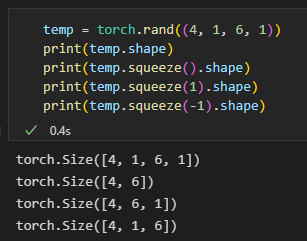 temp = torch.rand((4, 1, 6, 1))
print(temp.shape)
print(temp.squeeze().shape)
print(temp.squeeze(1).shape)
print(temp.squeeze(-1).shape)
✓ 0.4s
torch.Size([4, 1, 6, 1])
torch.Size([4, 6])
torch.Size([4, 6, 1])
torch.Size([4, 1, 6])